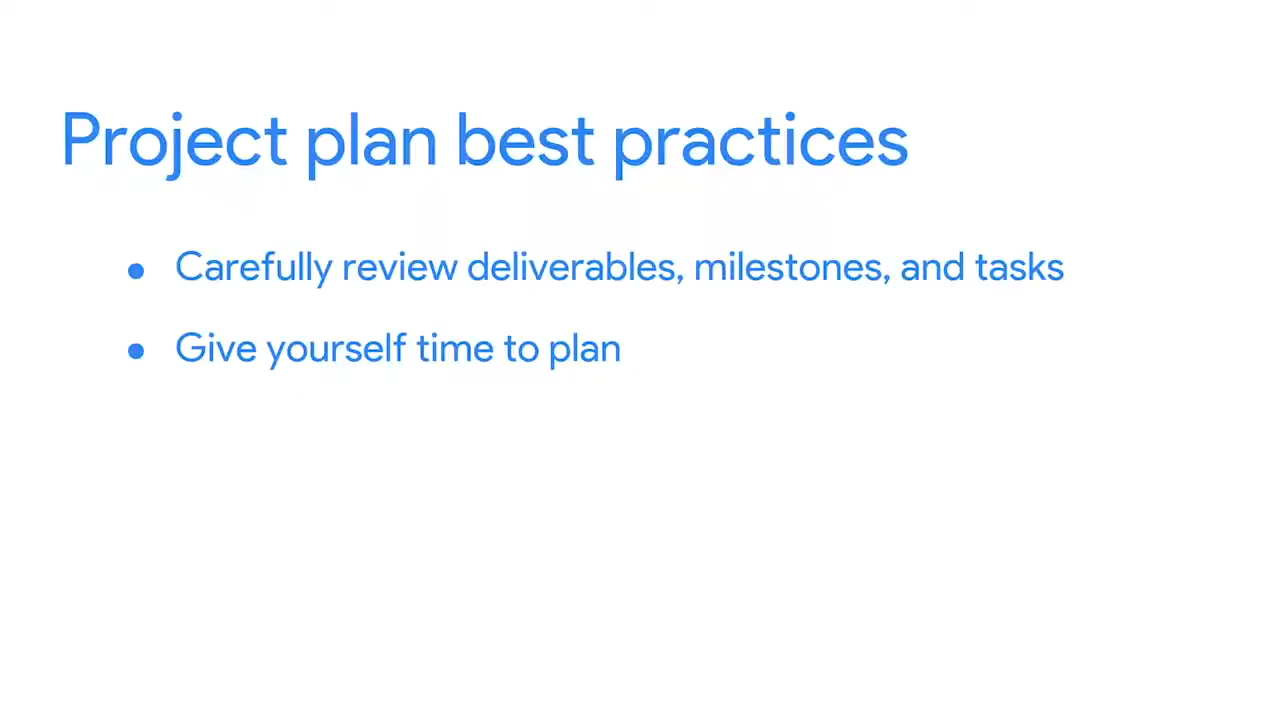 Project plan best practices
● Carefully review deliverables, milestones, and tasks
● Give yourself time to plan